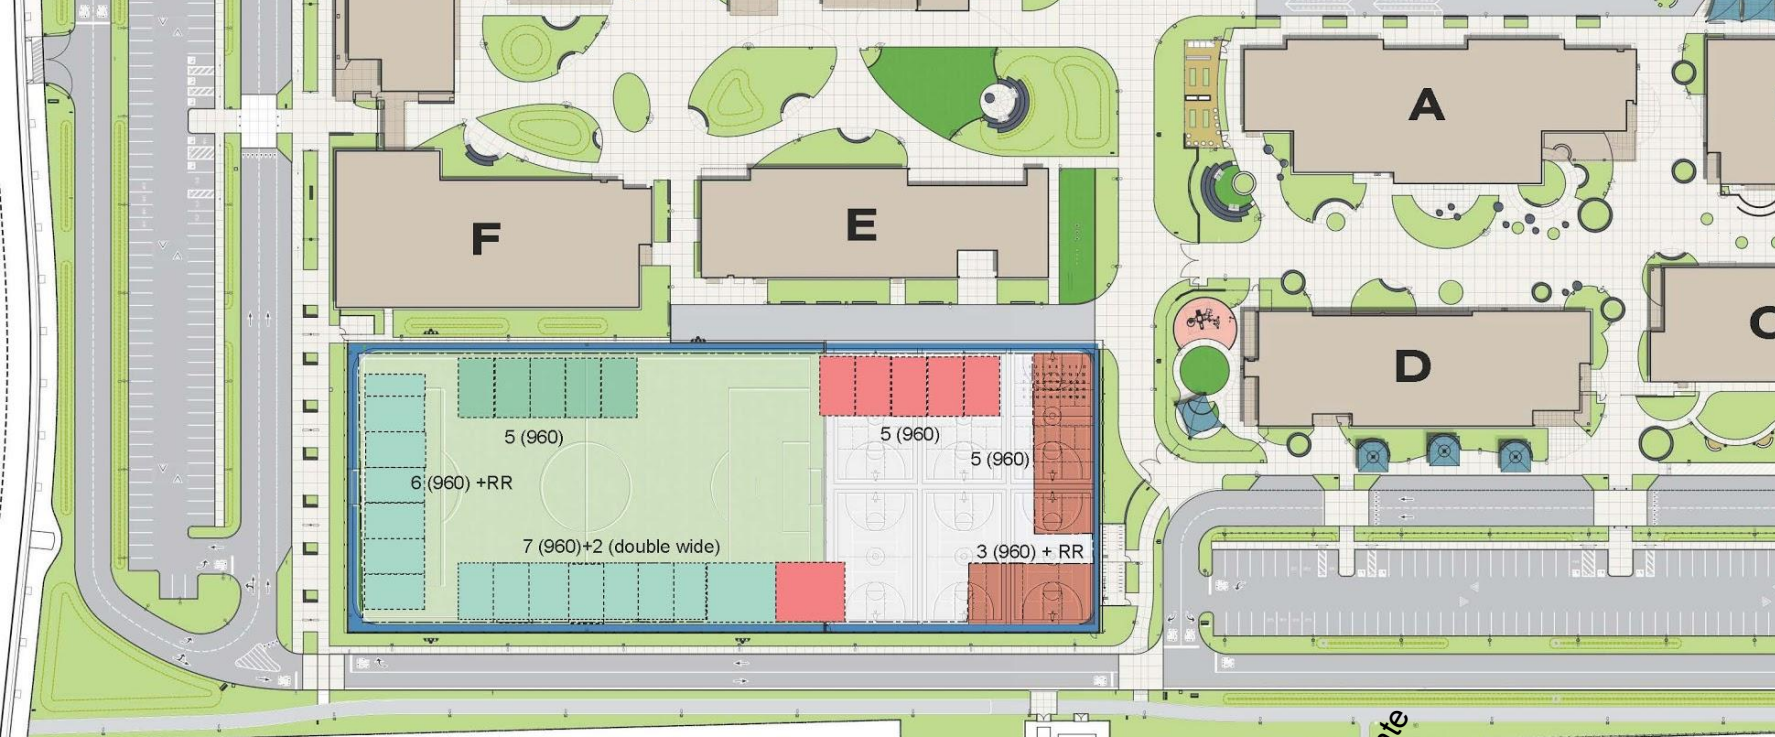 A
F
E
D
C
5 (960)
5 (960)
5 (960)
6 (960) +RR
7 (960)+2 (double wide)
3 (960) + RR